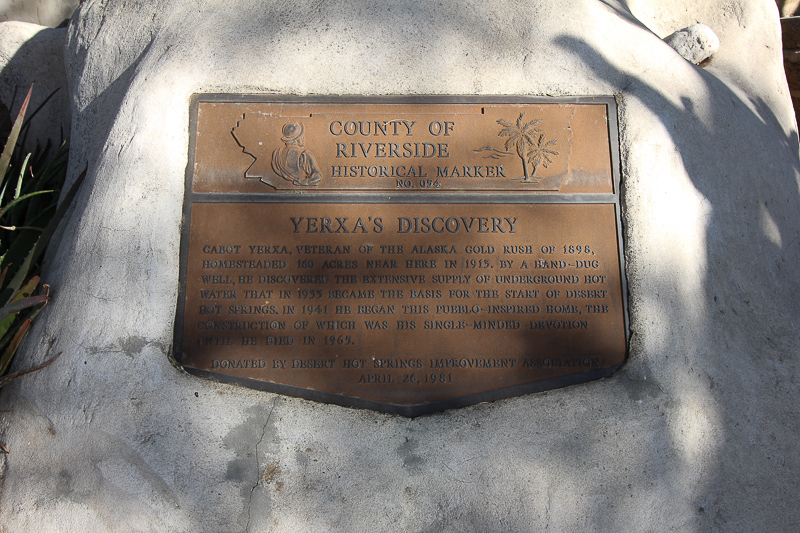 COUNTY OF
RIVERSIDE
HISTORICAL MARKER
NO. 054
YERXA'S DISCOVERY
CABOT YERXA, VETERAN OF THE ALASKA GOLD RUSH OF 1898,
HOMESTEADED 160 ACRES NEAR HERE IN 1913. BY A HAND-DUG
WELL, HE DISCOVERED THE EXTENSIVE SUPPLY OF UNDERGROUND HOT
WATER THAT IN 1933 BECAME THE BASIS FOR THE START OF DESERT
HOT SPRINGS. IN 1941 HE BEGAN THIS PUEBLO-INSPIRED HOME, THE
CONSTRUCTION OF WHICH WAS HIS SINGLE-MINDED DEVOTION
UNTIL HE DIED IN 1965.
DONATED BY DESERT HOT SPRINGS IMPROVEMENT ASSOCIATION
APRIL 26, 1981